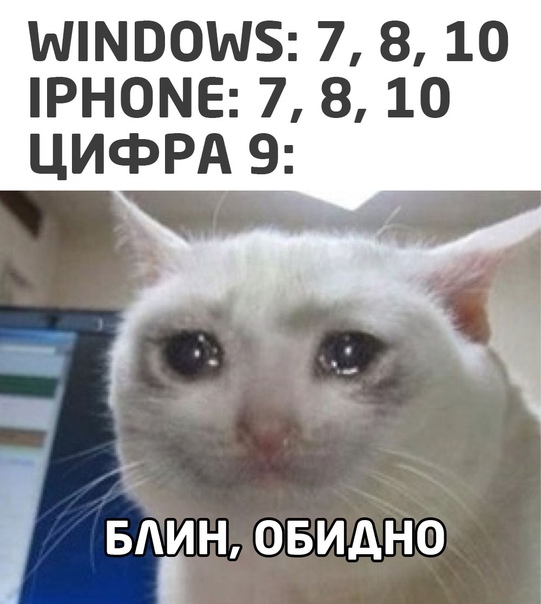 WINDOWS: 7, 8, 10
IPHONE: 7, 8, 10
ЦИФРА 9:
БЛИН, ОБИДНО